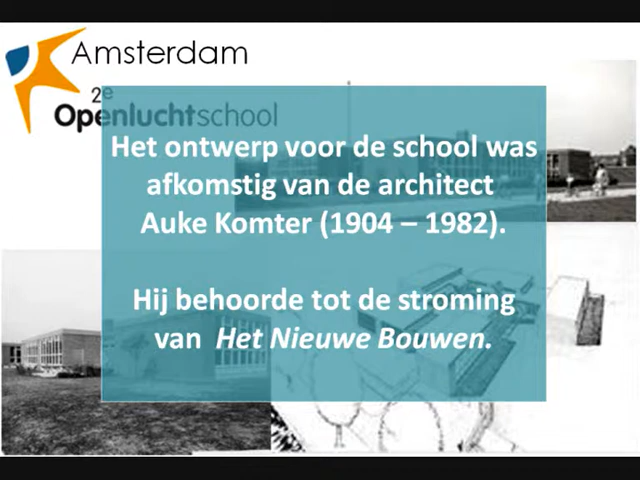 Amsterdam
2e
Openluchtschool
Het ontwerp voor de school was
afkomstig van de architect
Auke Komter (1904 – 1982).
Hij behoorde tot de stroming
van Het Nieuwe Bouwen.